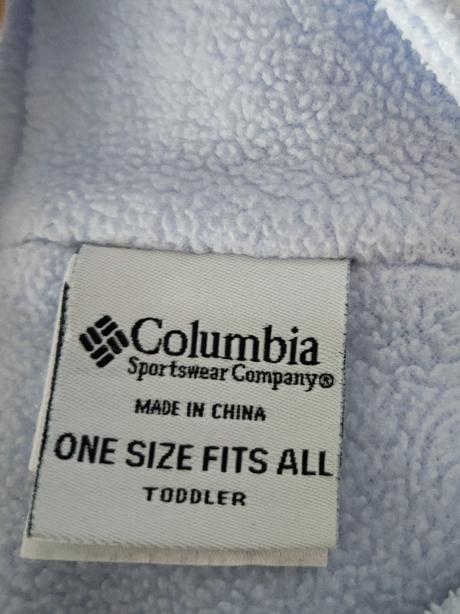 Columbia
Sportswear Company®
MADE IN CHINA
ONE SIZE FITS ALL
TODDLER